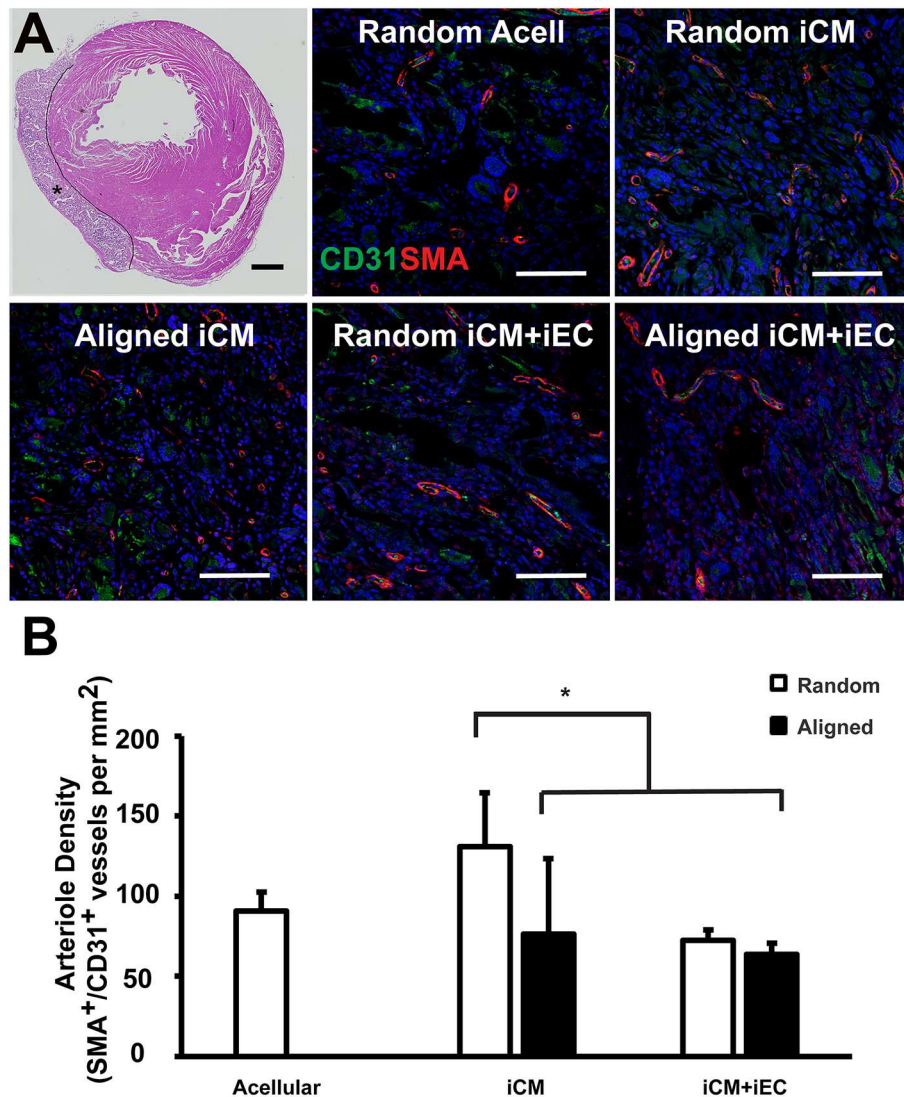 A
Random Acell
Random iCM
*
CD31SMA
Aligned iCM
Random iCM+iEC
Aligned iCM+iEC
B
Random
Aligned
*
Arteriole Density
(SMA+/CD31+ vessels per mm2)
200
150
100
50
0
Acellular
iCM
iCM+iEC